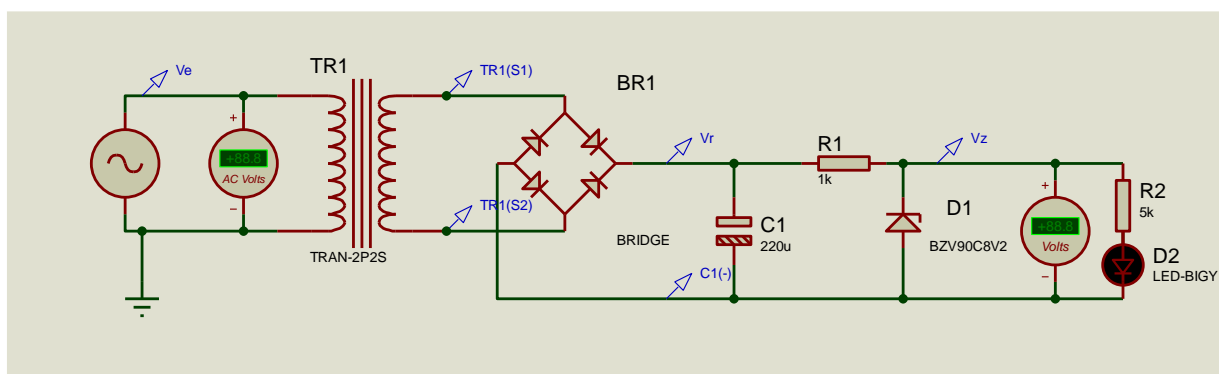 Ve
TR1
TR1(S1)
BR1
+88.8
AC Volts
+
−
TR1(S2)
TRAN-2P2S
BRIDGE
Vr
R1
1k
Vz
C1
220u
C1(-)
D1
BZV90C8V2
+
+88.8
Volts
−
R2
5k
D2
LED-BIGY